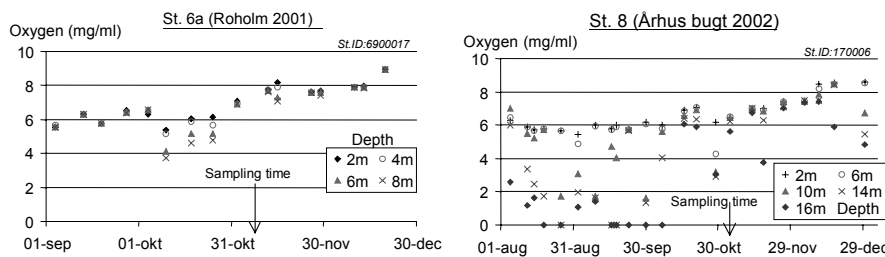 St. 6a (Roholm 2001)
Oxygen (mg/ml)
St.ID:6900017
10
8
6
4
2
0
Depth
2m 4m
6m 8m
Sampling time
01-sep 01-okt 31-okt 30-nov 30-dec
St. 8 (Århus bugt 2002)
Oxygen (mg/ml)
St.ID:170006
10
8
6
4
2
0
Sampling time
2m 6m
10m 14m
16m Depth
01-aug 31-aug 30-sep 30-okt 29-nov 29-dec